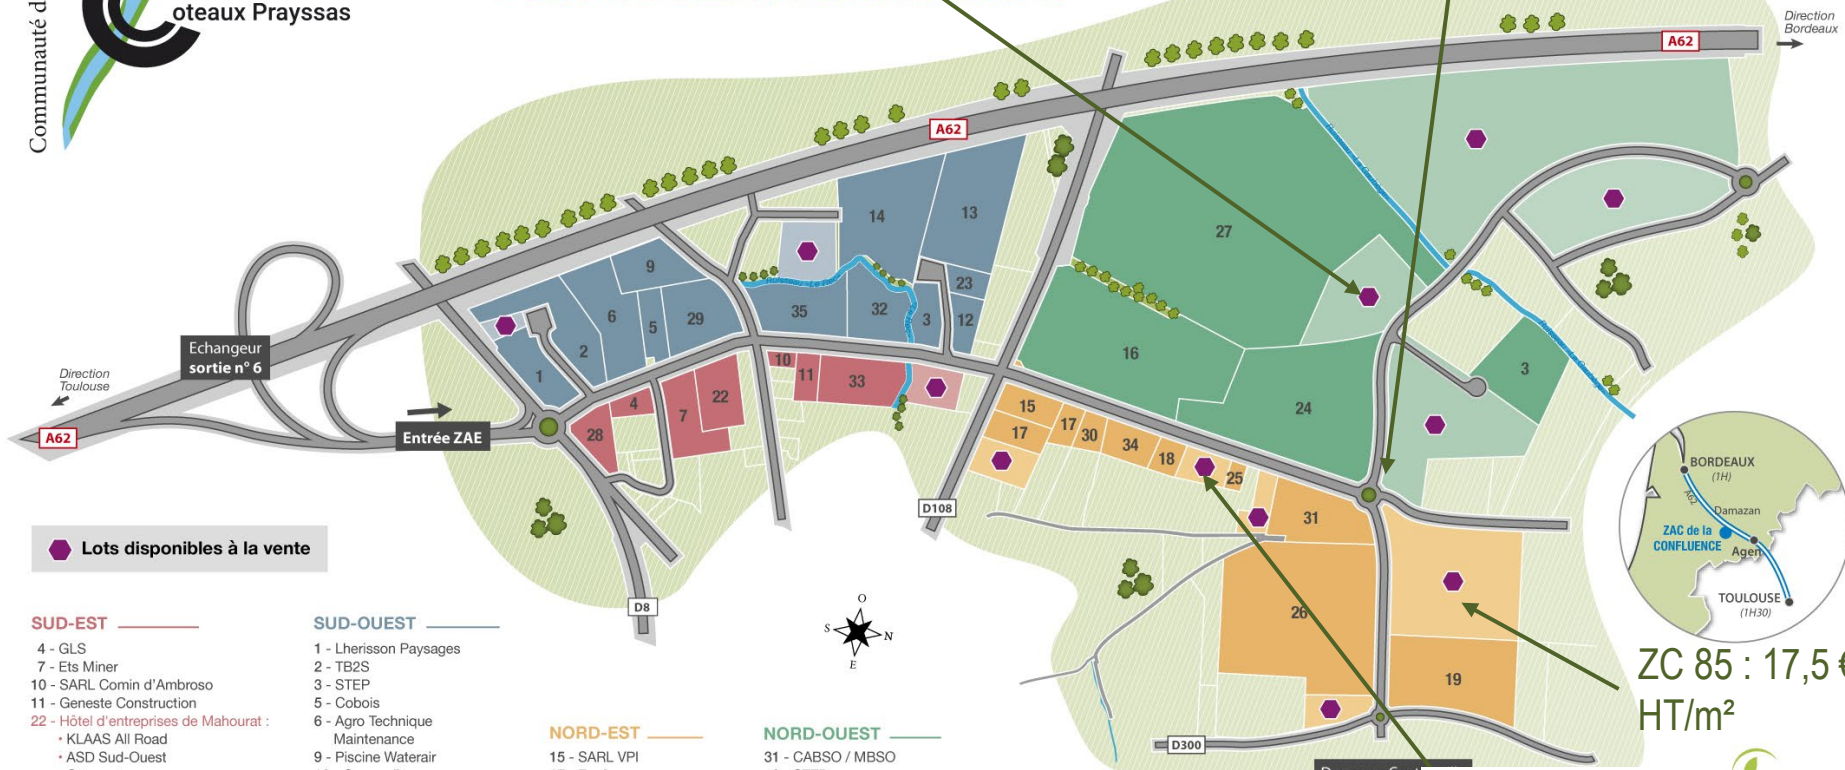 Communauté d
oteaux Prayssas
Direction
Bordeaux
A62
A62
A62
Echangeur
sortie n° 6
Direction
Toulouse
Entrée ZAE
14
13
27
9
23
6
5
29
35
32
3
12
2
1
16
3
10
11
33
22
4
7
28
24
15
17
17
30
34
18
25
31
26
19
D108
D8
D300
Lots disponibles à la vente
O
S
N
E
BORDEAUX
(1H)
A62
Damazan
ZAC de la
CONFLUENCE
Agen
TOULOUSE
(1H30)
ZC 85 : 17,5 €
HT/m²
SUD-EST
4 - GLS
7 - Ets Miner
10 - SARL Comin d'Ambroso
11 - Geneste Construction
22 - Hôtel d'entreprises de Mahourat :
• KLAAS All Road
• ASD Sud-Ouest
SUD-OUEST
1 - Lherisson Paysages
2 - TB2S
3 - STEP
5 - Cobois
6 - Agro Technique
Maintenance
9 - Piscine Waterair
NORD-EST
15 - SARL VPI
NORD-OUEST
31 - CABSO / MBSO